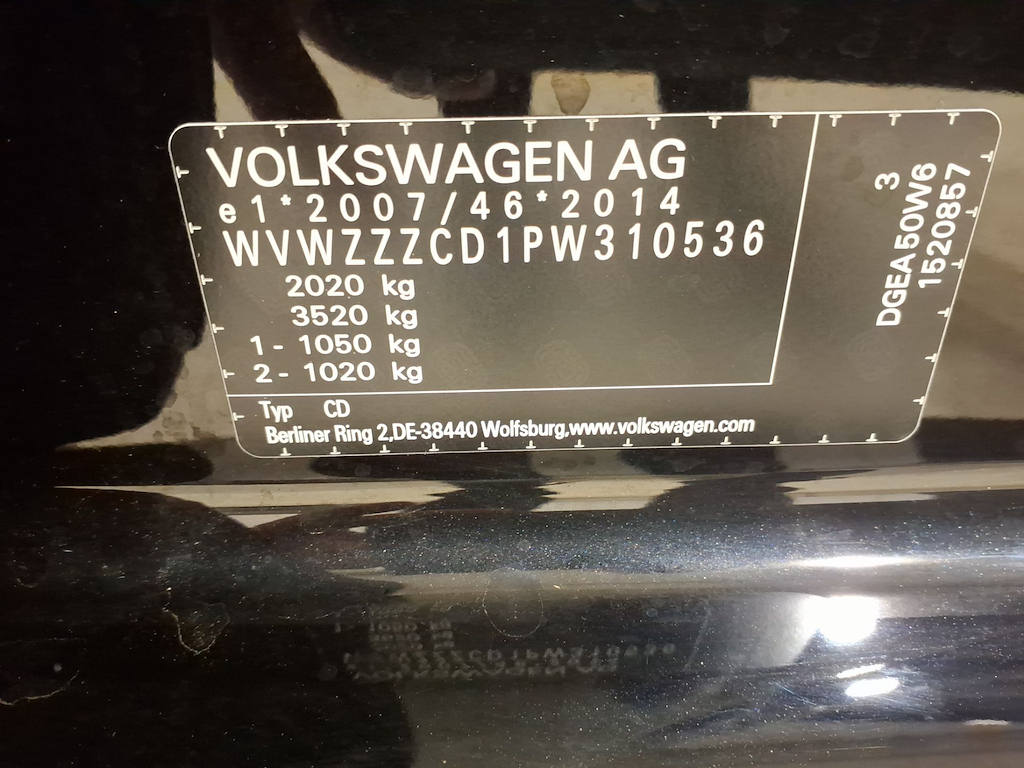 VOLKSWAGEN AG
e1*2007/46*2014
WVWZZZCD1PW310536
2020 kg
3520 kg
1- 1050 kg
2- 1020 kg
Typ CD
Berliner Ring 2,DE-38440 Wolfsburg,www.volkswagen.com
3
DGEA50W6
1520857